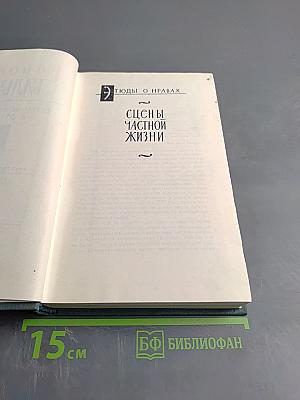 ЭТЮДЫ О НРАВАХ
СЦЕНЫ
ЧАСТНОЙ
ЖИЗНИ
15 см
БФ БИБЛИОФАН